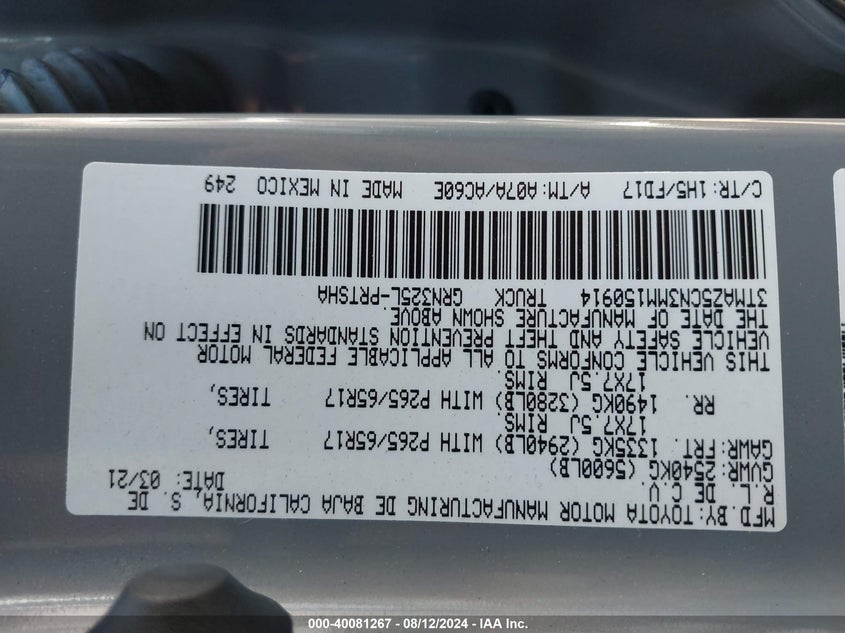 MFD.BY:TOYOTA MOTOR MANUFACTURING DE BAJA CALIFORNIA, S. DE
R.L. DE C.V. DATE: 03/21
GVWR:2540KG (5600LB)
GAWR:FRT. 1335KG (2940LB) WITH P265/65R17 TIRES,
17X7.5J RIMS
RR. 1490KG (3280LB) WITH P265/65R17 TIRES,
17X7.5J RIMS
THIS VEHICLE CONFORMS TO ALL APPLICABLE FEDERAL MOTOR
VEHICLE SAFETY AND THEFT PREVENTION STANDARDS IN EFFECT ON
THE DATE OF MANUFACTURE SHOWN ABOVE.
3TMAZ5CN3MM150914 TRUCK GRN325L-PRTSHA
C/TR:1H5/FD17 A/TM:A07A/AC60E MADE IN MEXICO 249
000-40081267 - 08/12/2024 - IAA Inc.